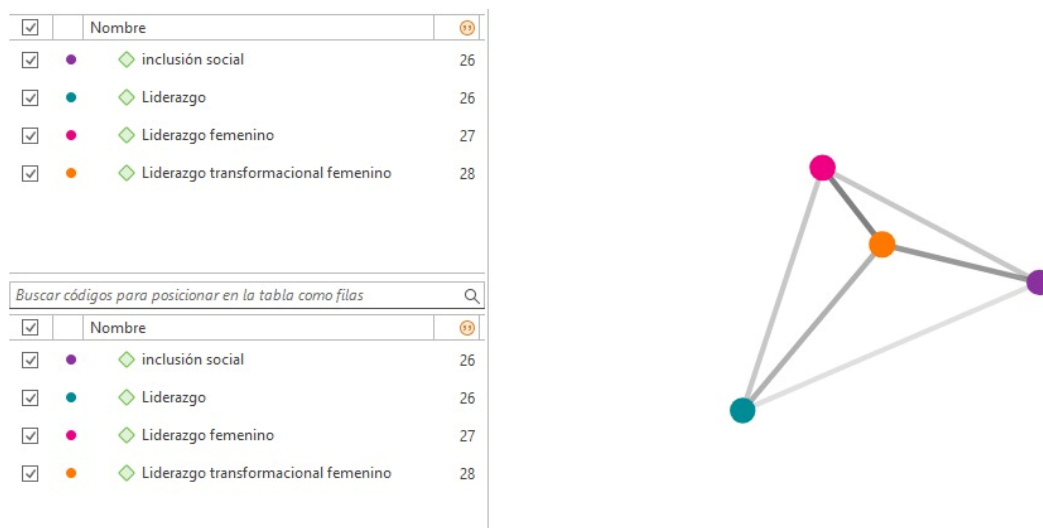 Nombre
inclusión social 26
Liderazgo 26
Liderazgo femenino 27
Liderazgo transformacional femenino 28
Buscar códigos para posicionar en la tabla como filas
Nombre
inclusión social 26
Liderazgo 26
Liderazgo femenino 27
Liderazgo transformacional femenino 28